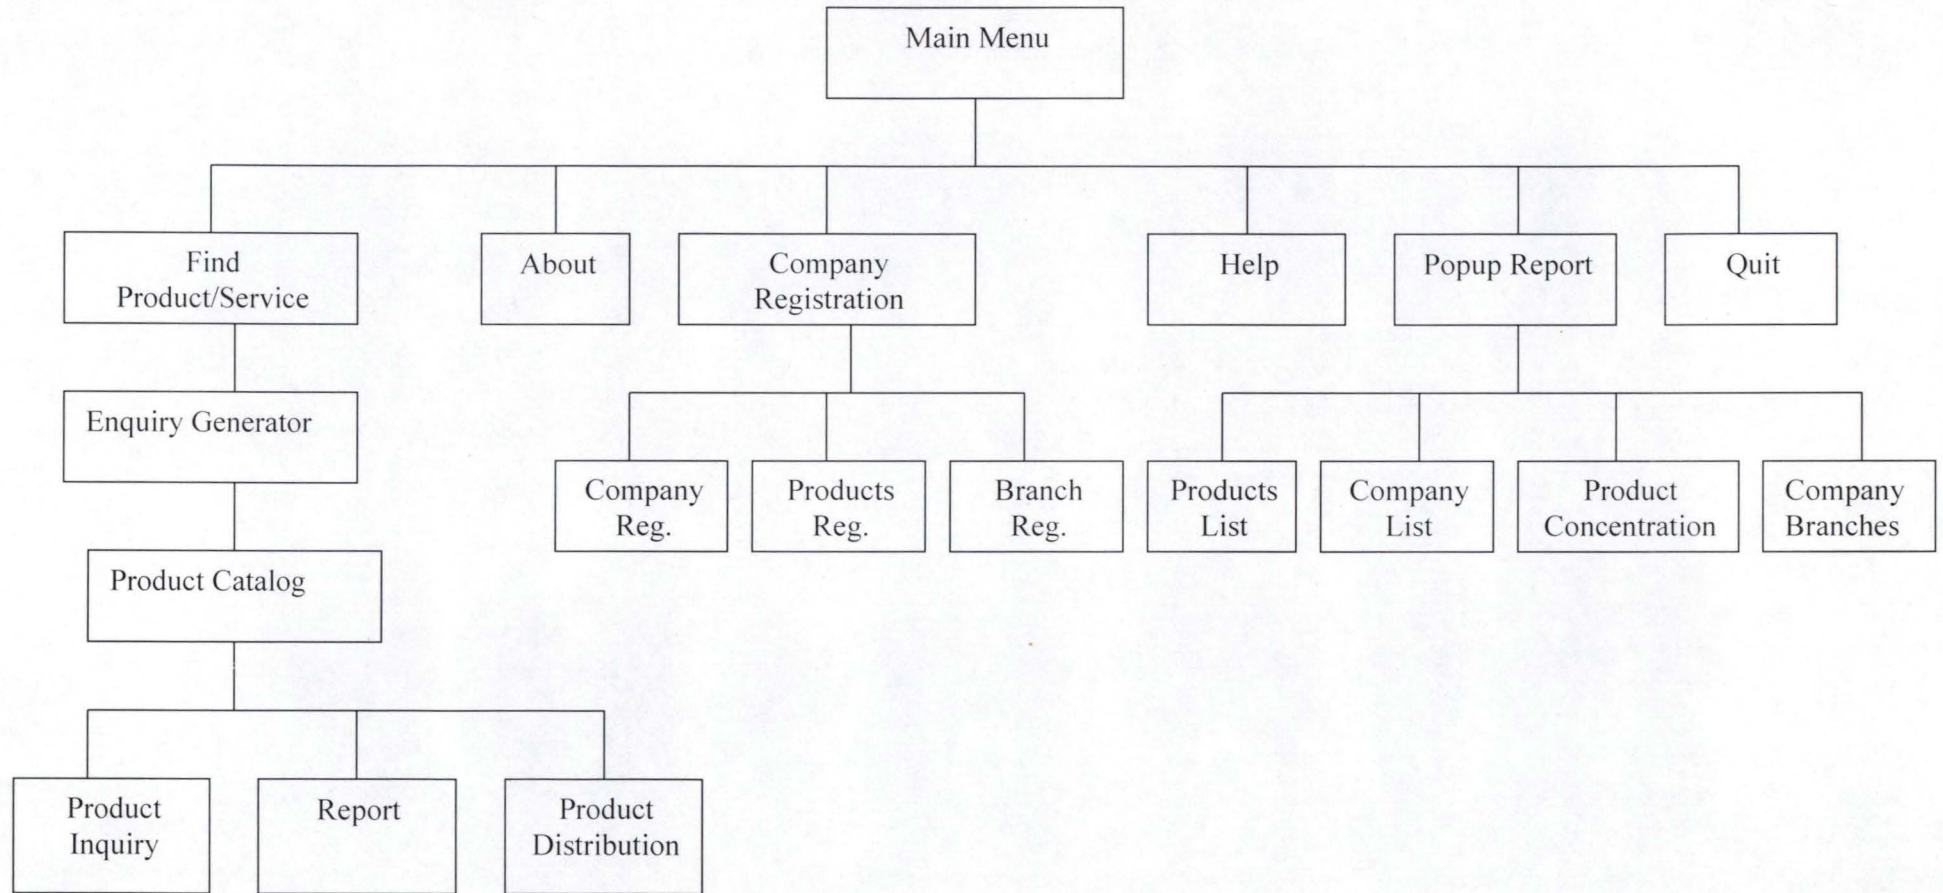 Main Menu
Find
Product/Service
About
Company
Registration
Help
Popup Report
Quit
Enquiry Generator
Company
Reg.
Products
Reg.
Branch
Reg.
Products
List
Company
List
Product
Concentration
Company
Branches
Product Catalog
Product
Inquiry
Report
Product
Distribution